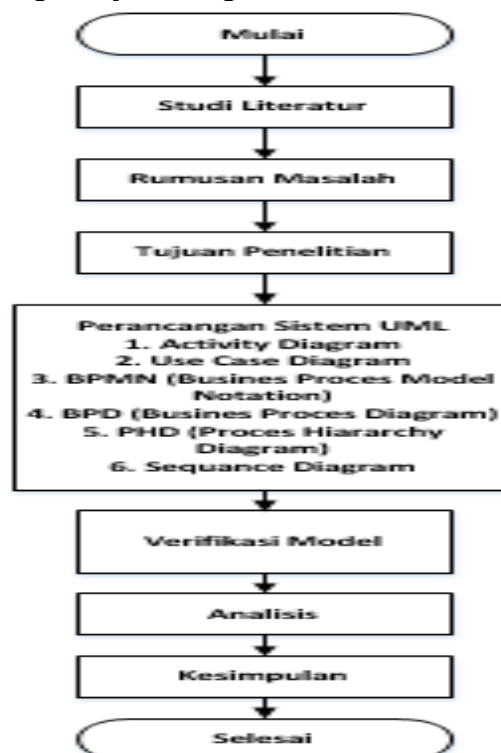 Mulai
Studi Literatur
Rumusan Masalah
Tujuan Penelitian
Perancangan Sistem UML
1. Activity Diagram
2. Use Case Diagram
3. BPMN (Busines Proces Model
Notation)
4. BPD (Busines Proces Diagram)
5. PHD (Proces Hiararchy
Diagram)
6. Sequance Diagram
Verifikasi Model
Analisis
Kesimpulan
Selesai